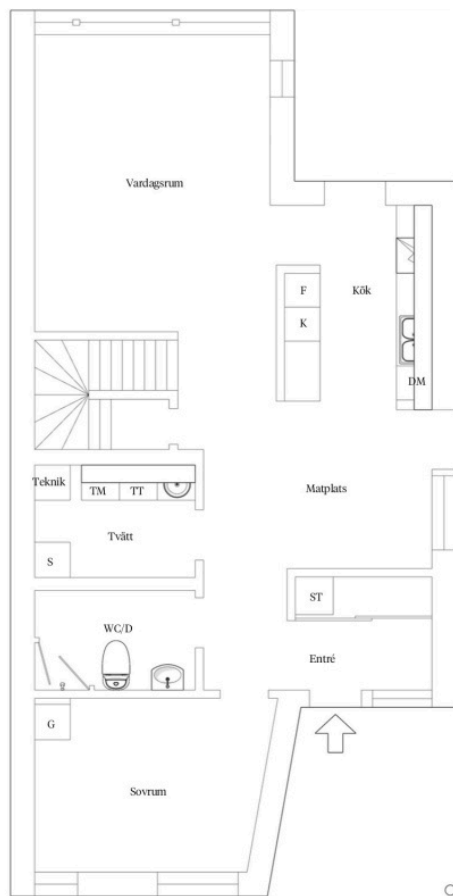 Vardagsrum
F
Kök
K
DM
Teknik
TM
TT
Matplats
Tvätt
S
ST
WC/D
Entré
G
Sovrum